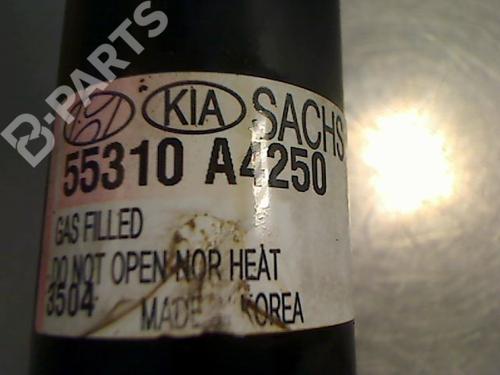 B-PARTS
KIA SACHS
55310 A4250
GAS FILLED
DO NOT OPEN NOR HEAT
3504
MADE IN KOREA